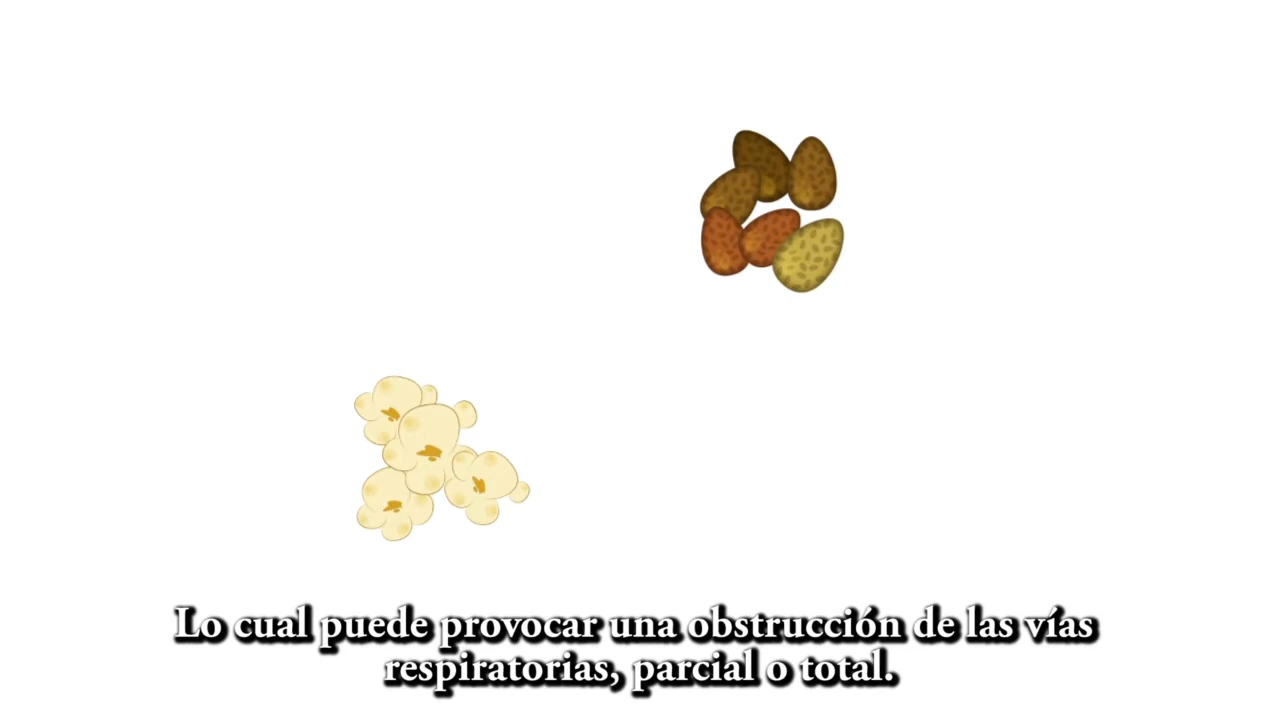 Lo cual puede provocar una obstrucción de las vías
respiratorias, parcial o total.